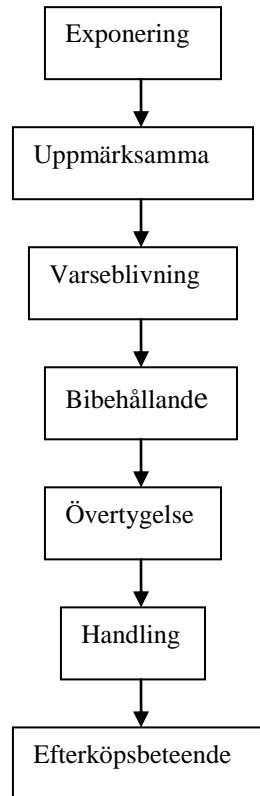 Exponering
Uppmärksamma
Varseblivning
Bibehållande
Övertygelse
Handling
Efterköpsbeteende